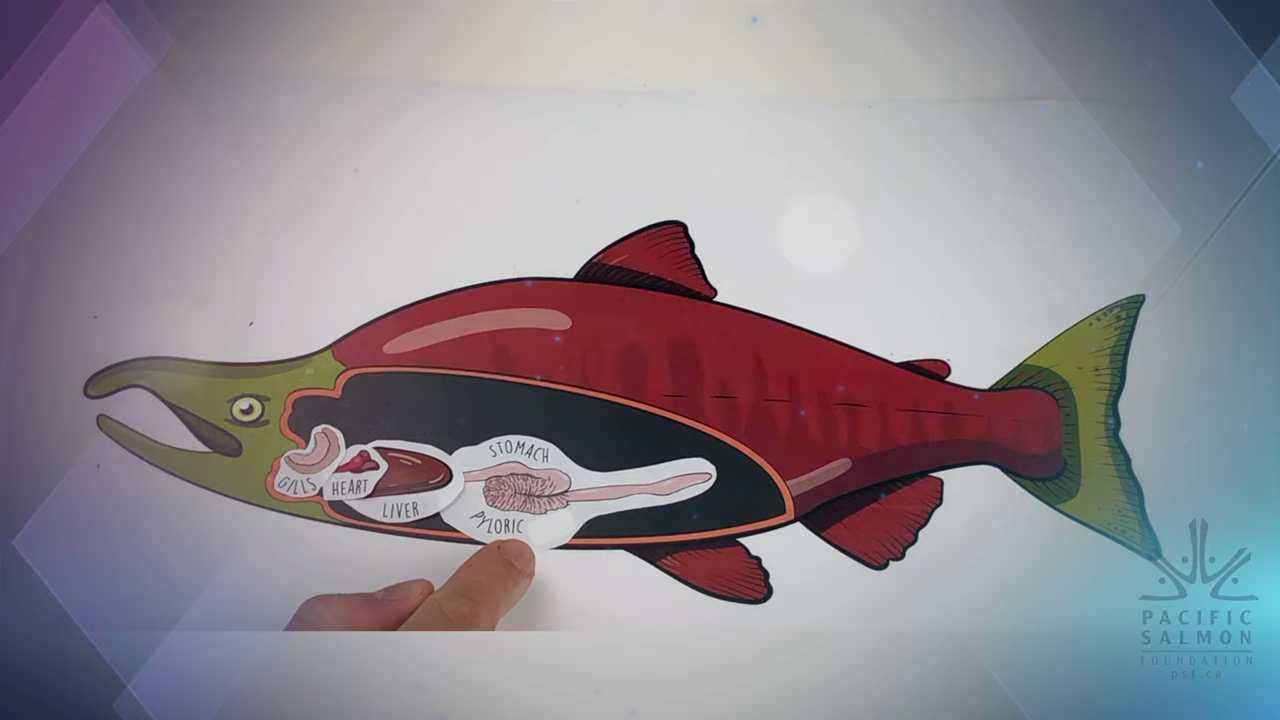 STOMACH
GILLS
HEART
LIVER
PYLORIC
PACIFIC
SALMON
FOUNDATION
psf.ca